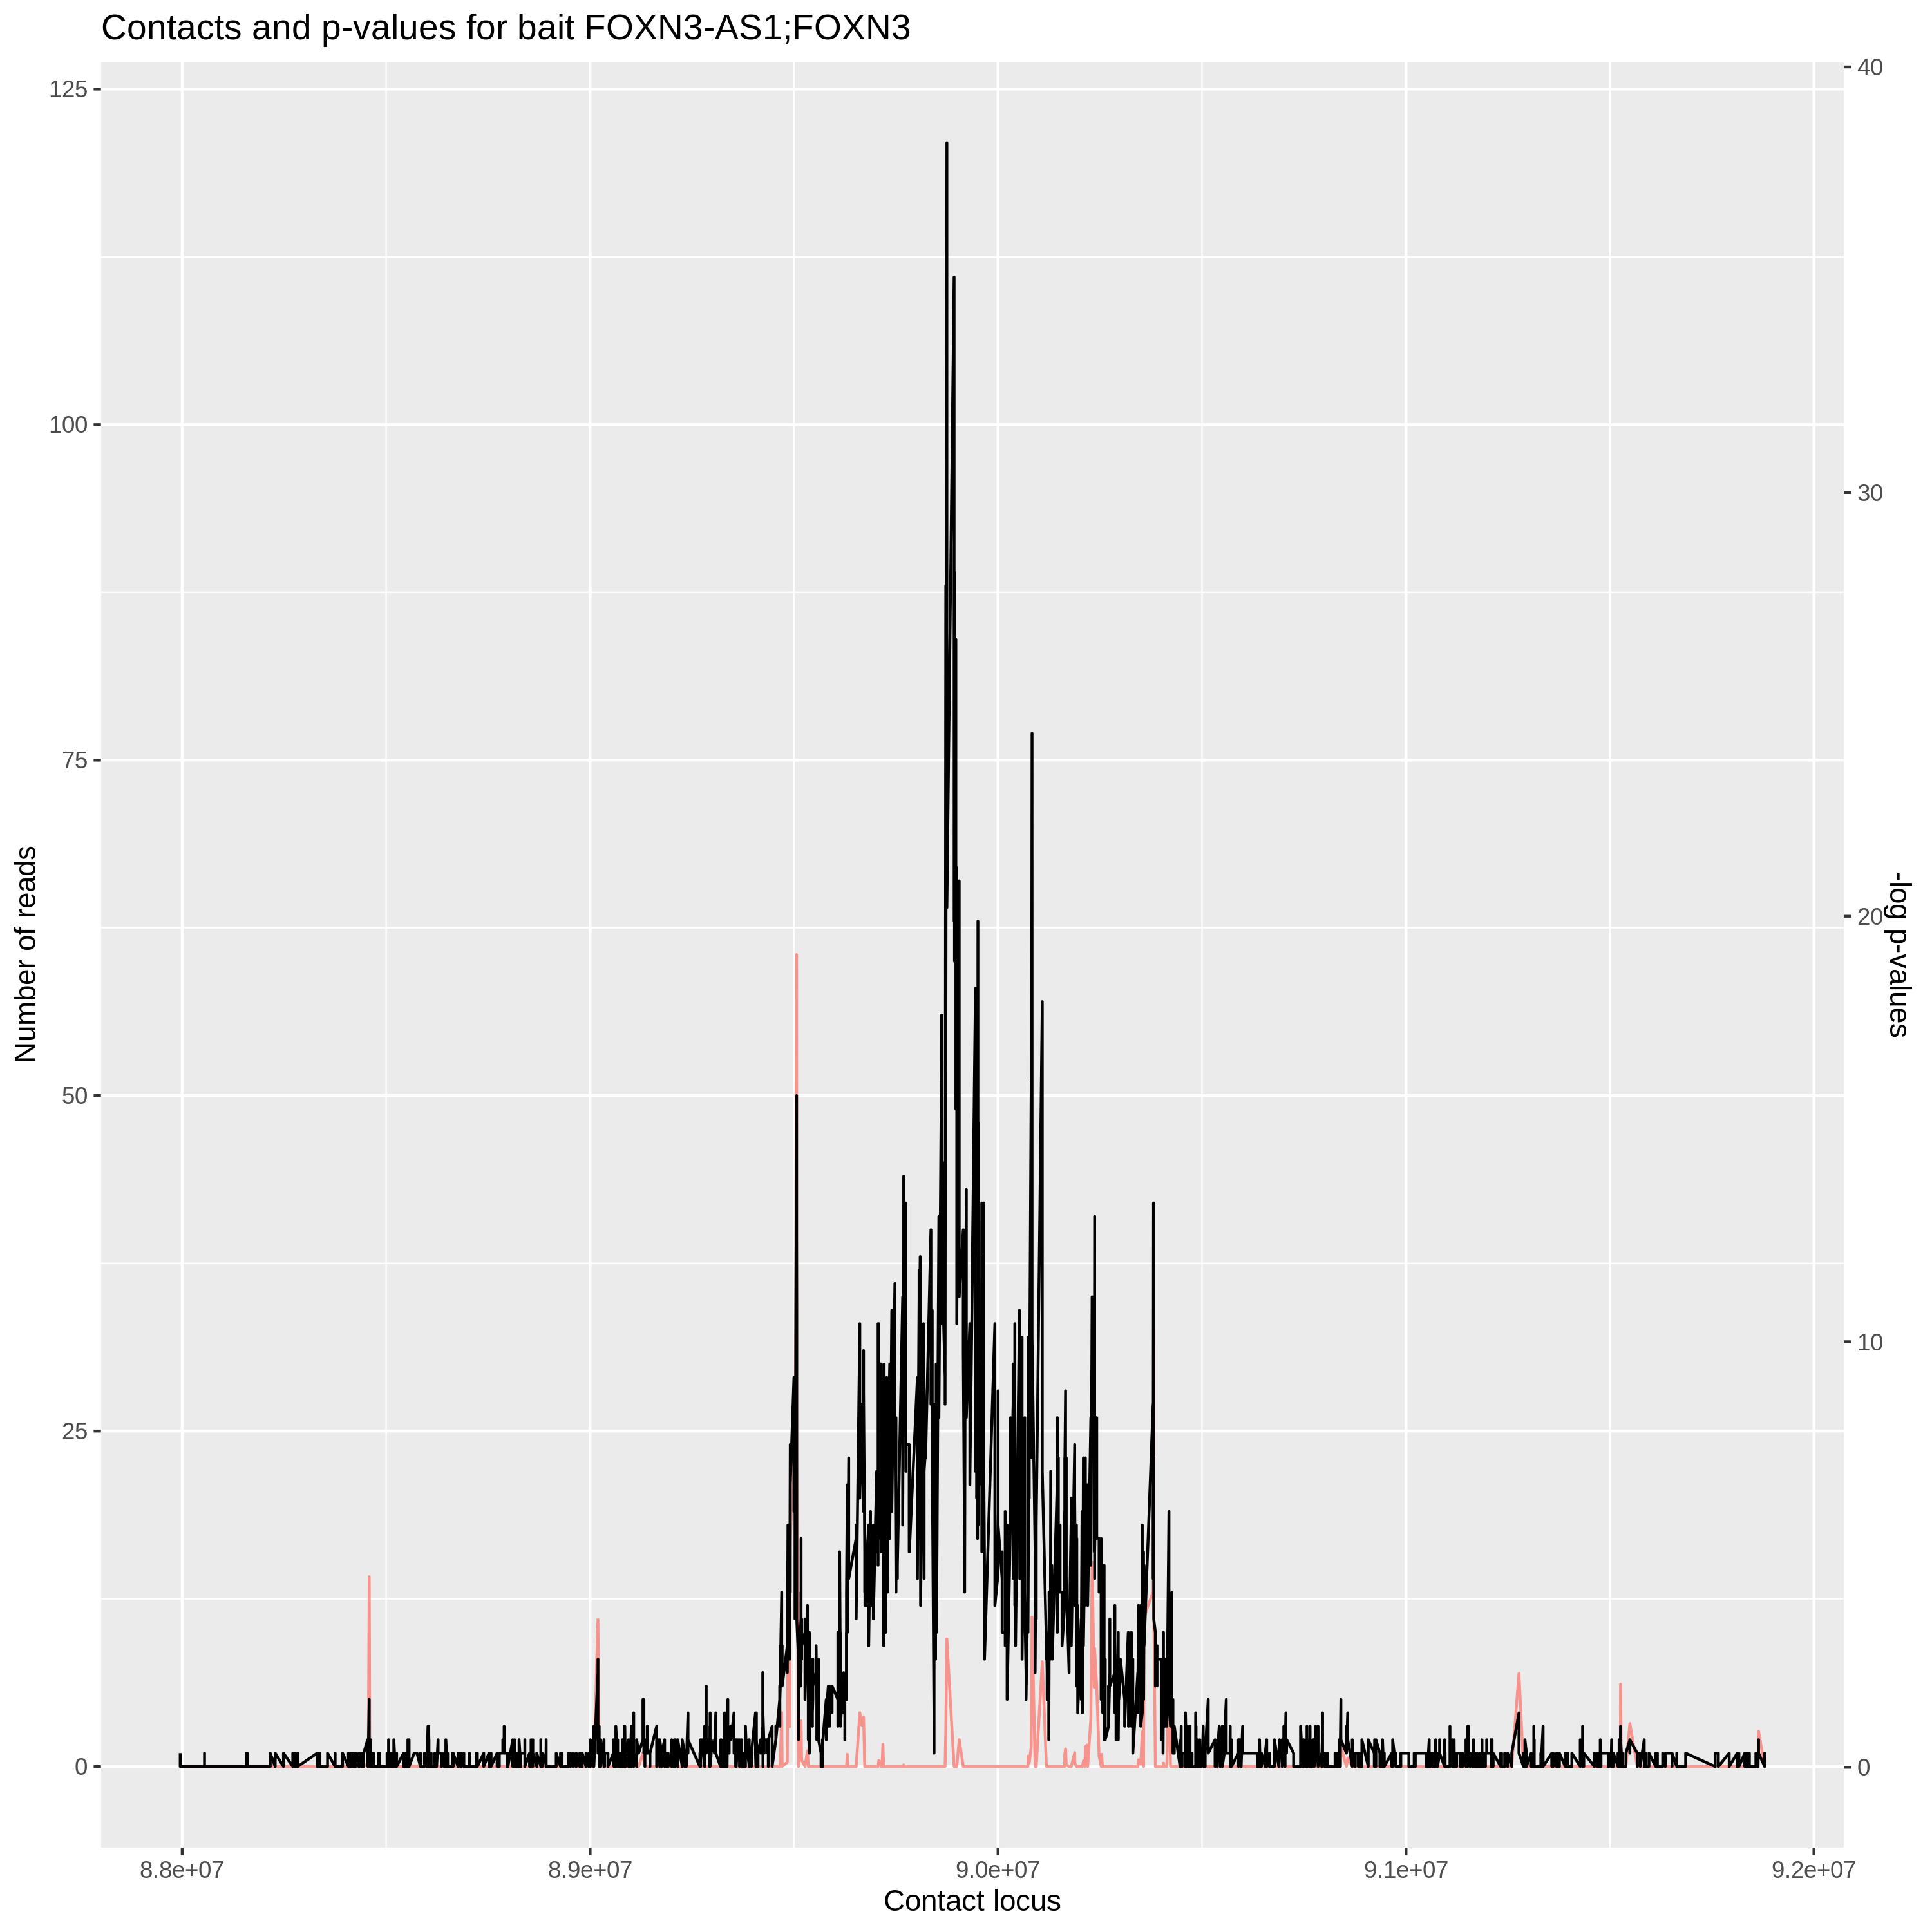 Contacts and p-values for bait FOXN3-AS1;FOXN3
125
100
75
50
25
0
Number of reads
40
30
20
10
0
-log p-values
8.8e+07
8.9e+07
9.0e+07
9.1e+07
9.2e+07
Contact locus